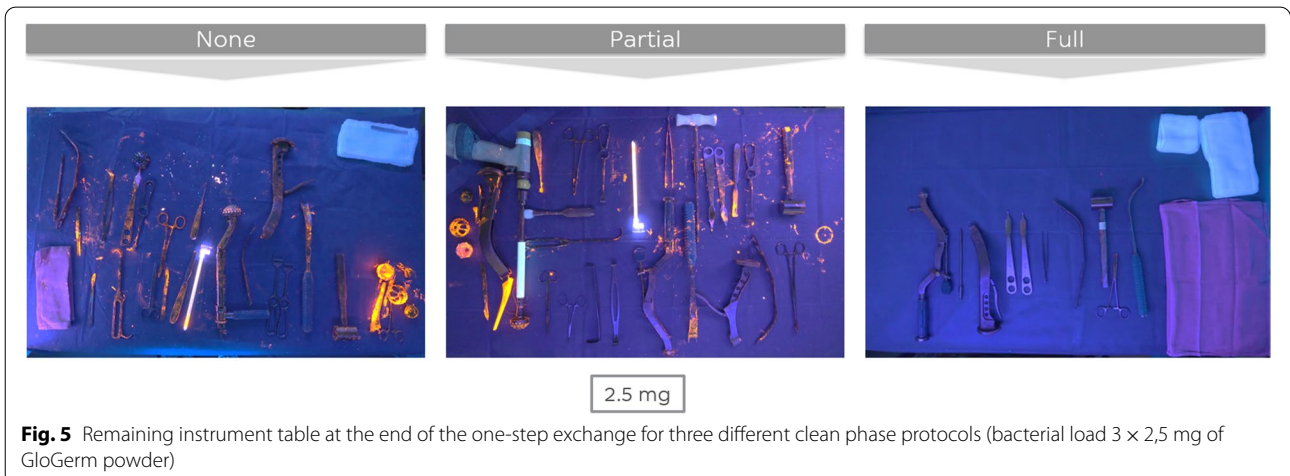 None
Partial
Full
2.5 mg
Fig. 5 Remaining instrument table at the end of the one-step exchange for three different clean phase protocols (bacterial load 3 × 2,5 mg of
GloGerm powder)